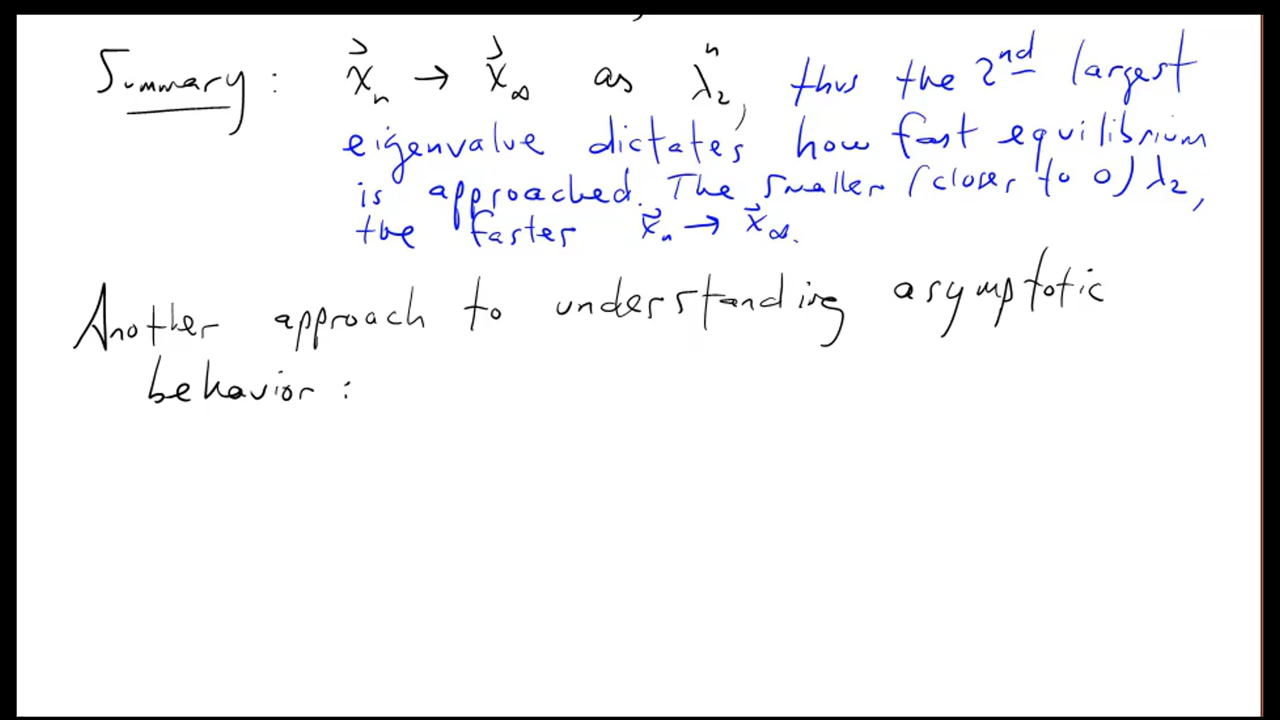 Summary: x⃗ₙ → x⃗∞ as λ₂ⁿ, thus the 2nd largest
eigenvalue dictates how fast equilibrium
is approached. The smaller (closer to 0) λ₂,
the faster x⃗ₙ → x⃗∞.
Another approach to understanding asymptotic
behavior: